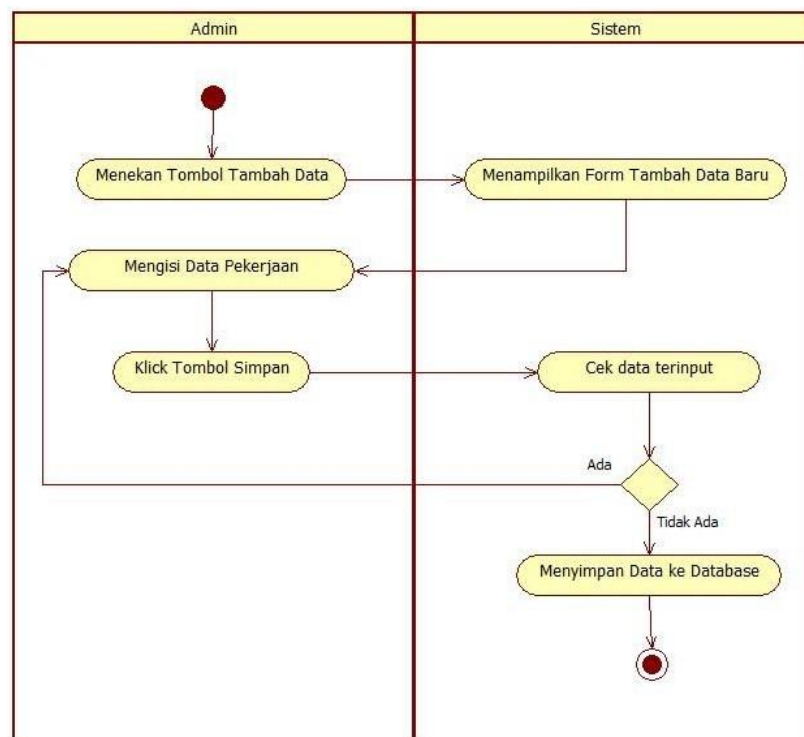 Admin
Sistem
Menekan Tombol Tambah Data
Menampilkan Form Tambah Data Baru
Mengisi Data Pekerjaan
Klick Tombol Simpan
Cek data terinput
Ada
Tidak Ada
Menyimpan Data ke Database